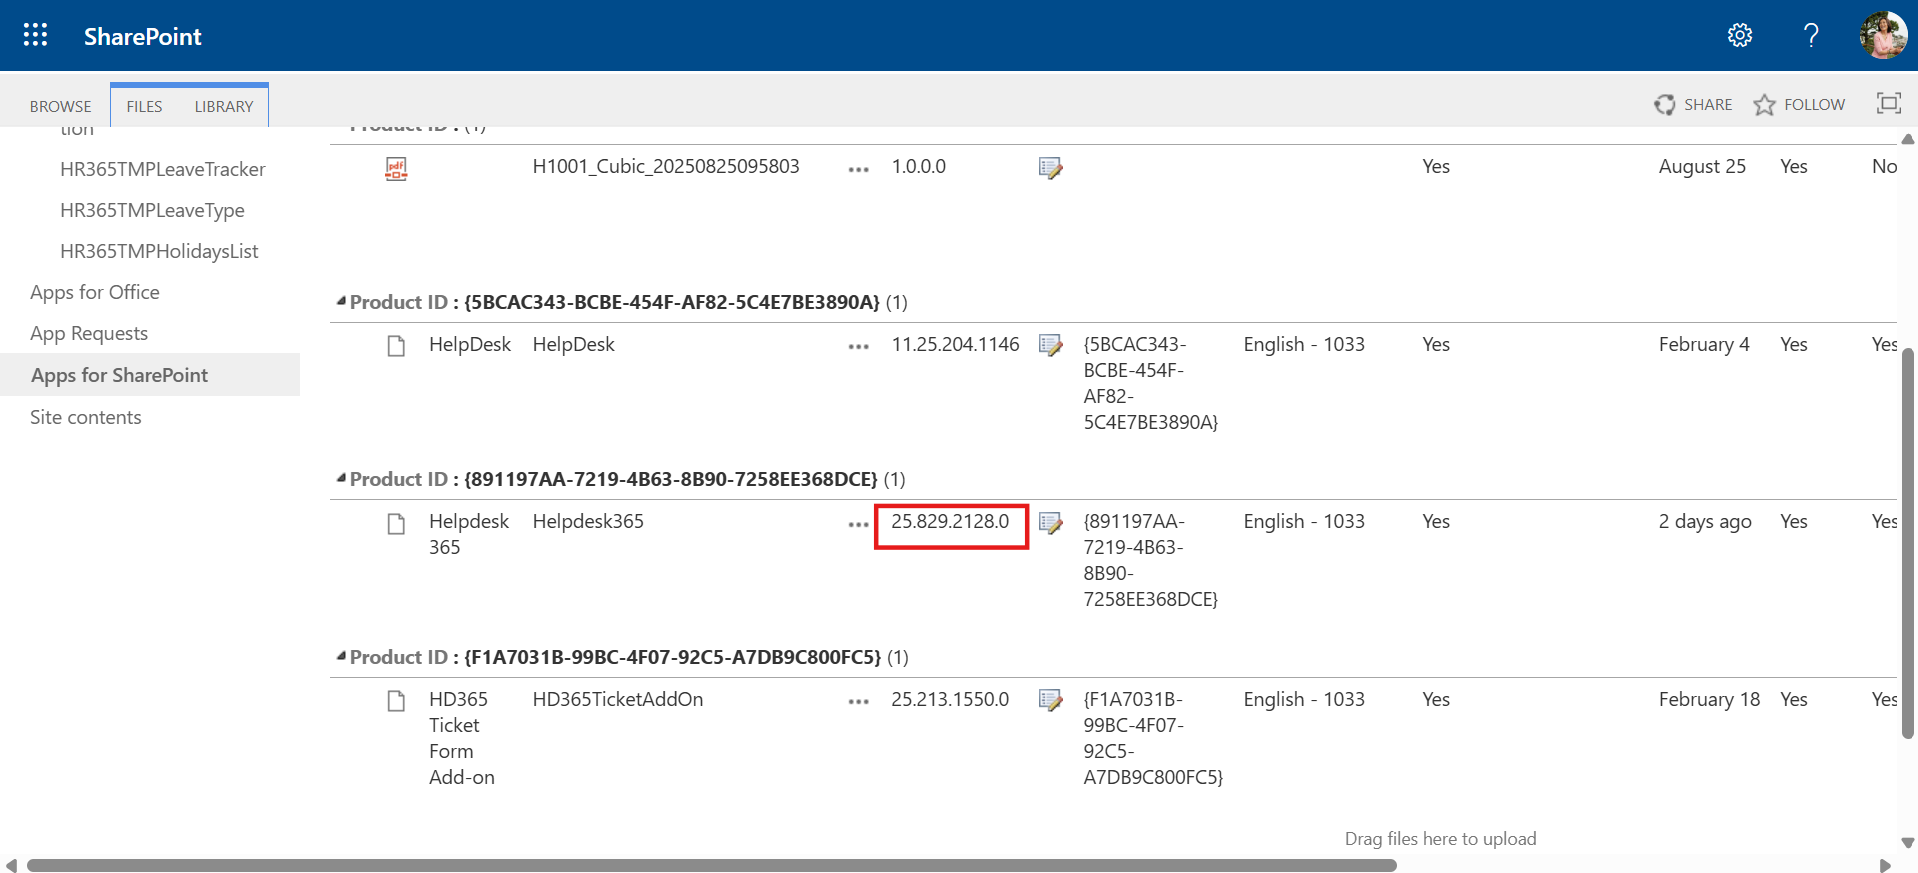 SharePoint
BROWSE FILES LIBRARY SHARE FOLLOW
tion
HR365TMPLeaveTracker
HR365TMPLeaveType
HR365TMPHolidaysList
Apps for Office
App Requests
Apps for SharePoint
Site contents
Product ID : (1)
H1001_Cubic_20250825095803 ... 1.0.0.0 Yes August 25 Yes No
Product ID : {5BCAC343-BCBE-454F-AF82-5C4E7BE3890A} (1)
HelpDesk HelpDesk ... 11.25.204.1146 {5BCAC343- English - 1033 Yes February 4 Yes Yes
BCBE-454F-
AF82-
5C4E7BE3890A}
Product ID : {891197AA-7219-4B63-8B90-7258EE368DCE} (1)
Helpdesk Helpdesk365 ... 25.829.2128.0 {891197AA- English - 1033 Yes 2 days ago Yes Yes
365 7219-4B63-
8B90-
7258EE368DCE}
Product ID : {F1A7031B-99BC-4F07-92C5-A7DB9C800FC5} (1)
HD365 HD365TicketAddOn ... 25.213.1550.0 {F1A7031B- English - 1033 Yes February 18 Yes Yes
Ticket 99BC-4F07-
Form 92C5-
Add-on A7DB9C800FC5}
Drag files here to upload